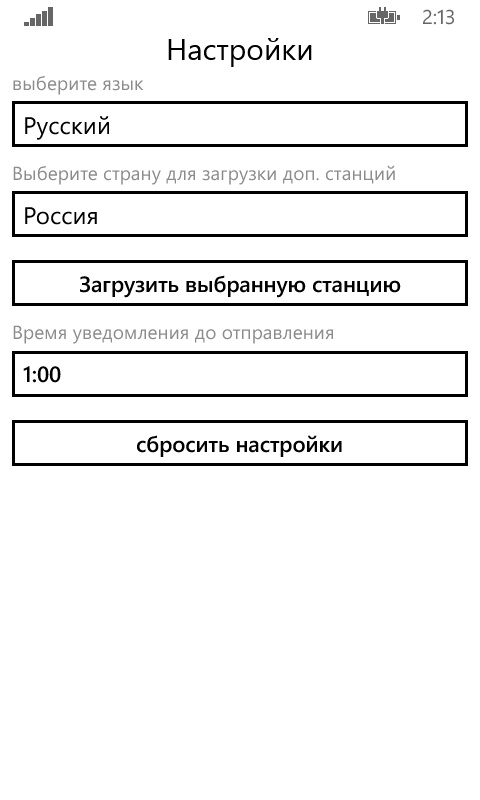 2:13
Настройки
выберите язык
Русский
Выберите страну для загрузки доп. станций
Россия
Загрузить выбранную станцию
Время уведомления до отправления
1:00
сбросить настройки